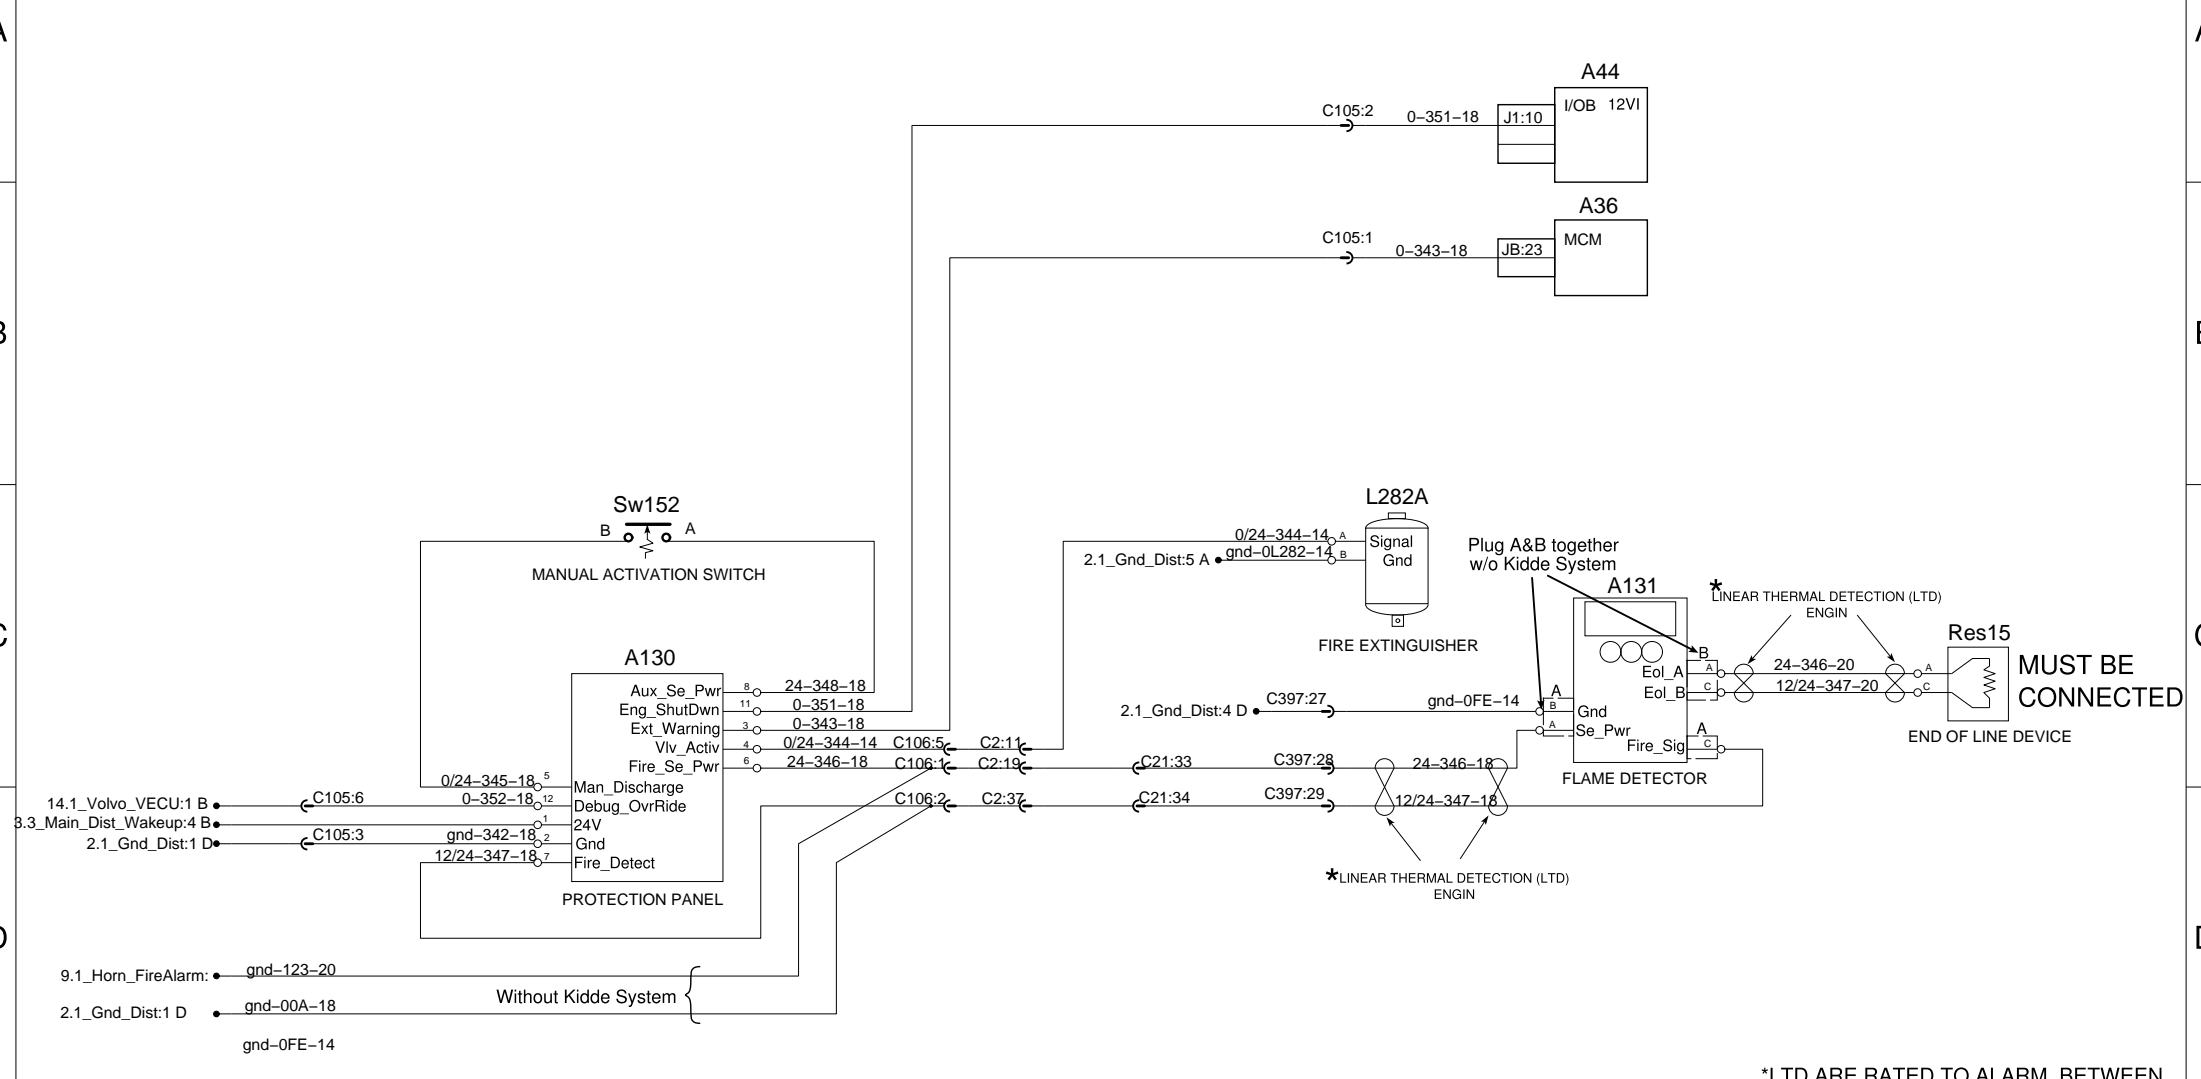 A
A44
I/OB 12VI
C105:2
0−351−18
J1:10
A36
MCM
C105:1
0−343−18
JB:23
Sw152
B
A
MANUAL ACTIVATION SWITCH
L282A
0/24−344−14
A
Signal
2.1_Gnd_Dist:5 A
gnd−0L282−14
B
Gnd
FIRE EXTINGUISHER
Plug A&B together
w/o Kidde System
A131
*
LINEAR THERMAL DETECTION (LTD)
ENGIN
C
Res15
B
A
Eol_A
24−346−20
A
C
Eol_B
12/24−347−20
C
MUST BE
CONNECTED
END OF LINE DEVICE
A130
Aux_Se_Pwr
8
24−348−18
Eng_ShutDwn
11
0−351−18
Ext_Warning
3
0−343−18
Vlv_Activ
4
0/24−344−14
C106:5
C2:11
Fire_Se_Pwr
6
24−346−18
C106:1
C2:19
C21:33
C397:28
24−346−18
2.1_Gnd_Dist:4 D
C397:27
gnd−0FE−14
A
B
Gnd
A
Se_Pwr
A
Fire_Sig
C
FLAME DETECTOR
0/24−345−18
5
Man_Discharge
14.1_Volvo_VECU:1 B
C105:6
0−352−18
12
Debug_OvrRide
C106:2
C2:37
C21:34
C397:29
12/24−347−18
3.3_Main_Dist_Wakeup:4 B
1
24V
2.1_Gnd_Dist:1 D
C105:3
gnd−342−18
2
Gnd
12/24−347−18
7
Fire_Detect
PROTECTION PANEL
*LINEAR THERMAL DETECTION (LTD)
ENGIN
9.1_Horn_FireAlarm:
gnd−123−20
Without Kidde System
2.1_Gnd_Dist:1 D
gnd−00A−18
gnd−0FE−14
*LTD ARE RATED TO ALARM BETWEEN